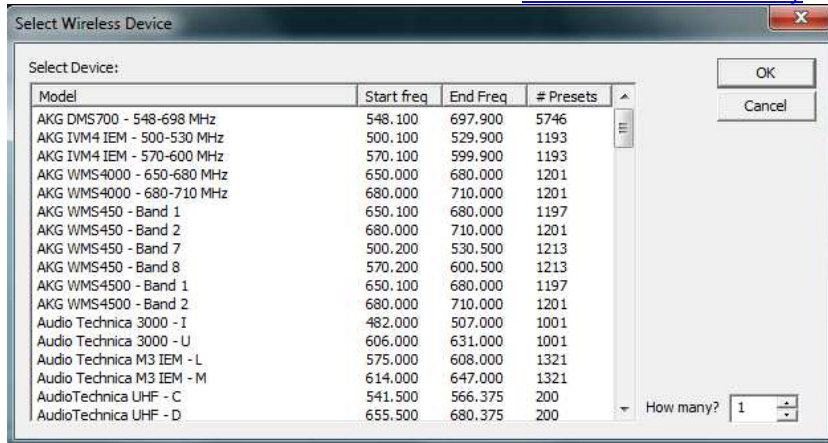 Select Wireless Device
Select Device:
OK
Cancel
Model Start freq End Freq # Presets
AKG DMS700 - 548-698 MHz 548.100 697.900 5746
AKG IVM4 IEM - 500-530 MHz 500.100 529.900 1193
AKG IVM4 IEM - 570-600 MHz 570.100 599.900 1193
AKG WMS4000 - 650-680 MHz 650.000 680.000 1201
AKG WMS4000 - 680-710 MHz 680.000 710.000 1201
AKG WMS450 - Band 1 650.100 680.000 1197
AKG WMS450 - Band 2 680.000 710.000 1201
AKG WMS450 - Band 7 500.200 530.500 1213
AKG WMS450 - Band 8 570.200 600.500 1213
AKG WMS4500 - Band 1 650.100 680.000 1197
AKG WMS4500 - Band 2 680.000 710.000 1201
Audio Technica 3000 - I 482.000 507.000 1001
Audio Technica 3000 - U 606.000 631.000 1001
Audio Technica M3 IEM - L 575.000 608.000 1321
Audio Technica M3 IEM - M 614.000 647.000 1321
AudioTechnica UHF - C 541.500 566.375 200
AudioTechnica UHF - D 655.500 680.375 200
How many? 1